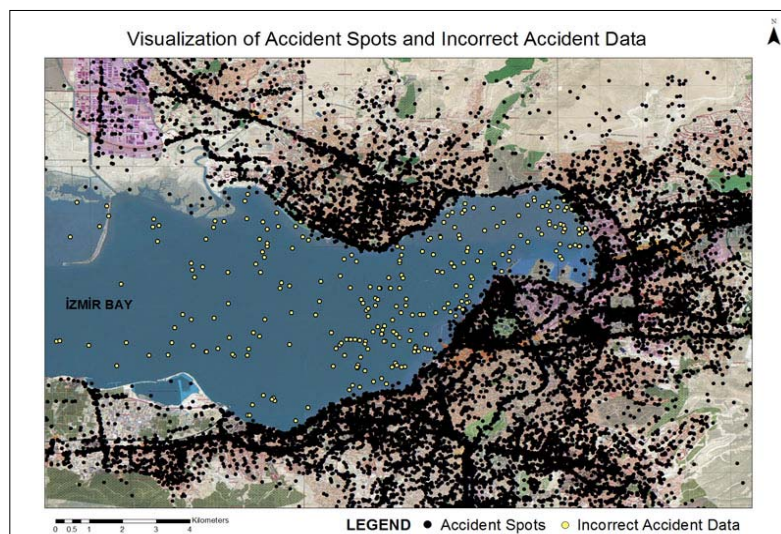 N
Visualization of Accident Spots and Incorrect Accident Data
İZMİR BAY
Kilometers
0 0.5 1 2 3 4
LEGEND Accident Spots Incorrect Accident Data